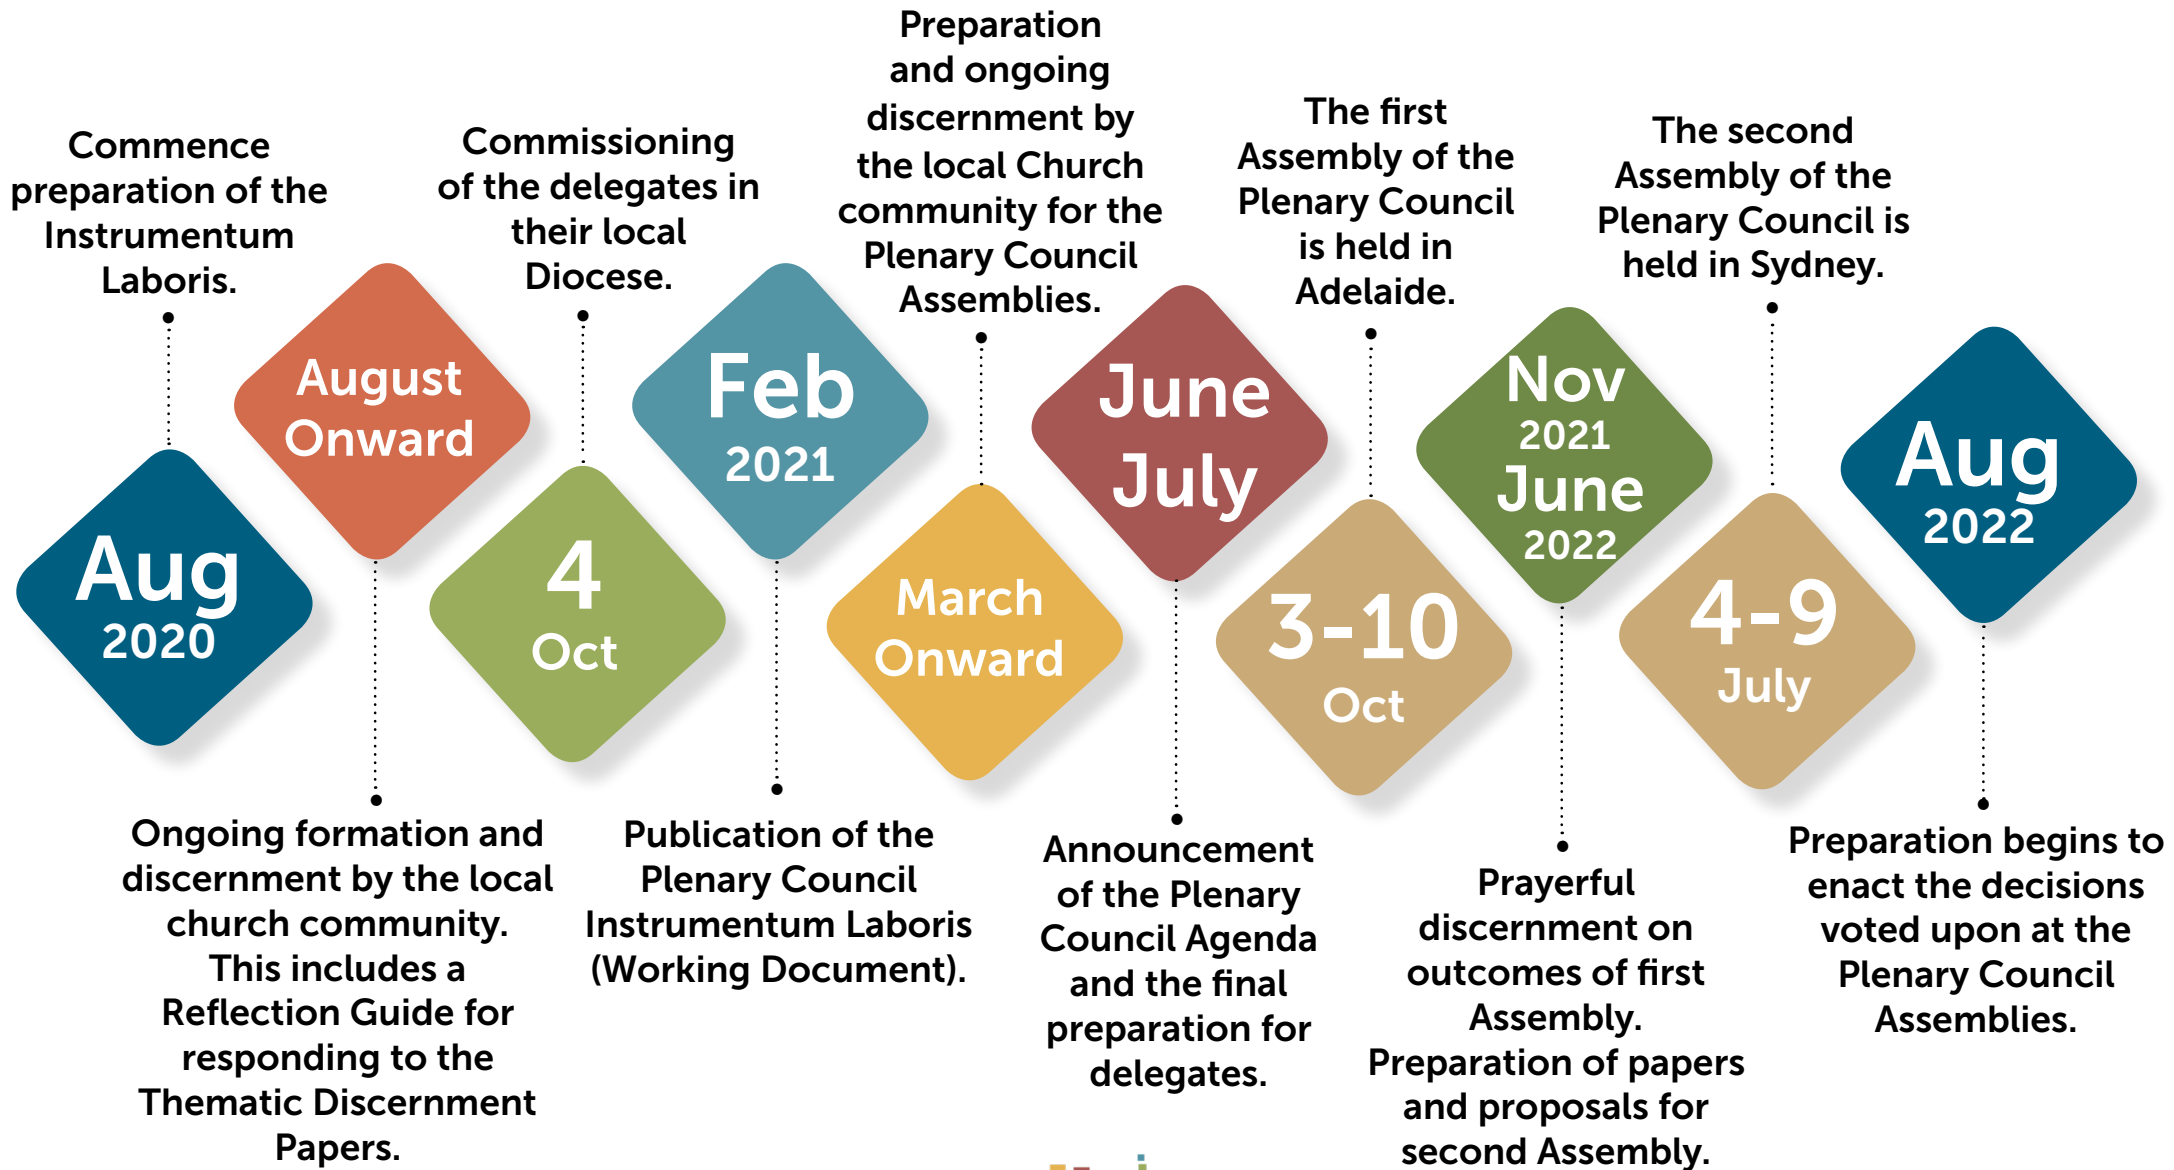 Commence
preparation of the
Instrumentum
Laboris.
Aug
2020
August
Onward
Ongoing formation and
discernment by the local
church community.
This includes a
Reflection Guide for
responding to the
Thematic Discernment
Papers.
Commissioning
of the delegates in
their local
Diocese.
4
Oct
Feb
2021
Publication of the
Plenary Council
Instrumentum Laboris
(Working Document).
Preparation
and ongoing
discernment by
the local Church
community for the
Plenary Council
Assemblies.
March
Onward
June
July
Announcement
of the Plenary
Council Agenda
and the final
preparation for
delegates.
The first
Assembly of the
Plenary Council
is held in
Adelaide.
3-10
Oct
Nov
2021
June
2022
Prayerful
discernment on
outcomes of first
Assembly.
Preparation of papers
and proposals for
second Assembly.
The second
Assembly of the
Plenary Council is
held in Sydney.
4-9
July
Aug
2022
Preparation begins to
enact the decisions
voted upon at the
Plenary Council
Assemblies.